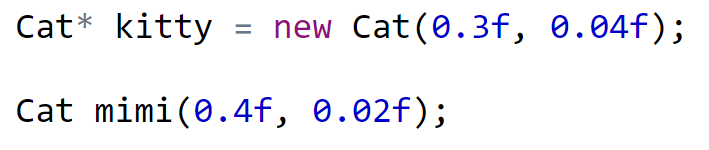 Cat* kitty = new Cat(0.3f, 0.04f);
Cat mimi(0.4f, 0.02f);